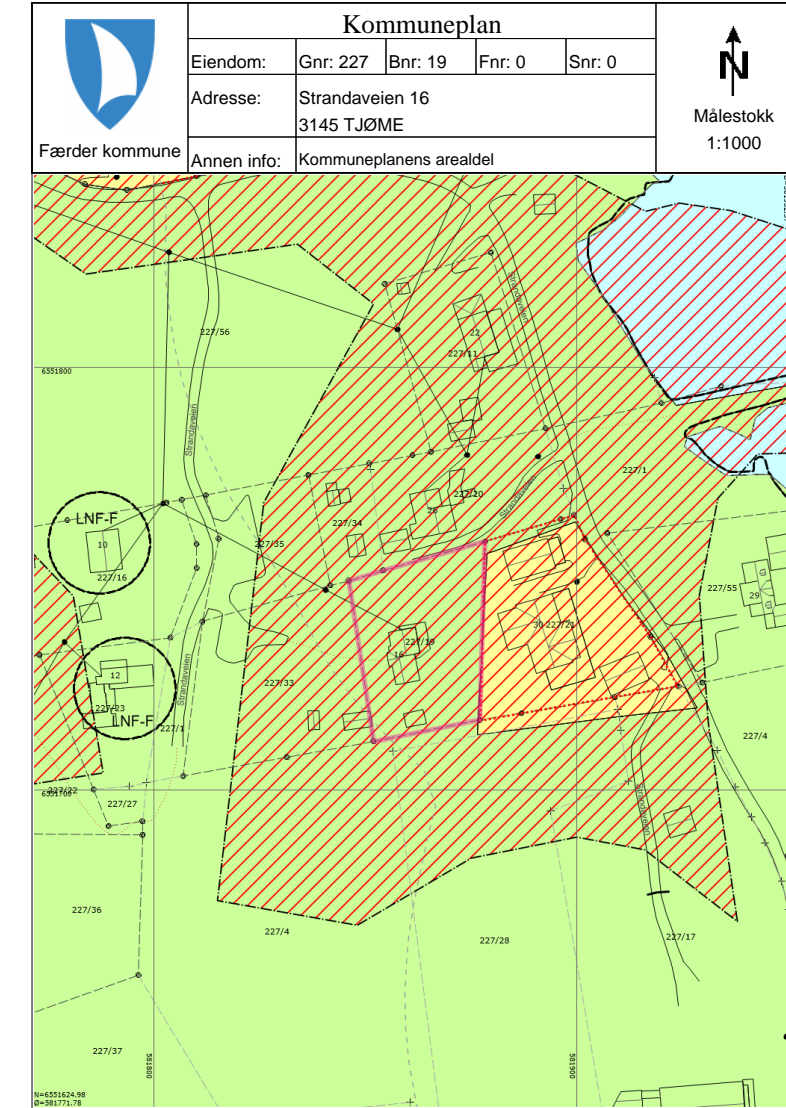 Kommuneplan
Eiendom:
Gnr: 227
Bnr: 19
Fnr: 0
Snr: 0
Adresse:
Strandaveien 16
3145 TJØME
Annen info:
Kommuneplanens arealdel
Færder kommune
N
Målestokk
1:1000
227/56
Strandaveien
22
227/11
6551800
Strandaveien
227/1
227/20
28
Strandaveien
227/34
227/35
LNF-F
10
227/16
227/55
29
30 227/21
227/19
16
12
227/33
Strandaveien
227/23
LNF-F
227/1
227/4
227/22
6551700
227/27
Strandaveien
227/36
227/4
227/28
227/17
227/37
581800
581900
N=6551624.98
Ø=581771.78